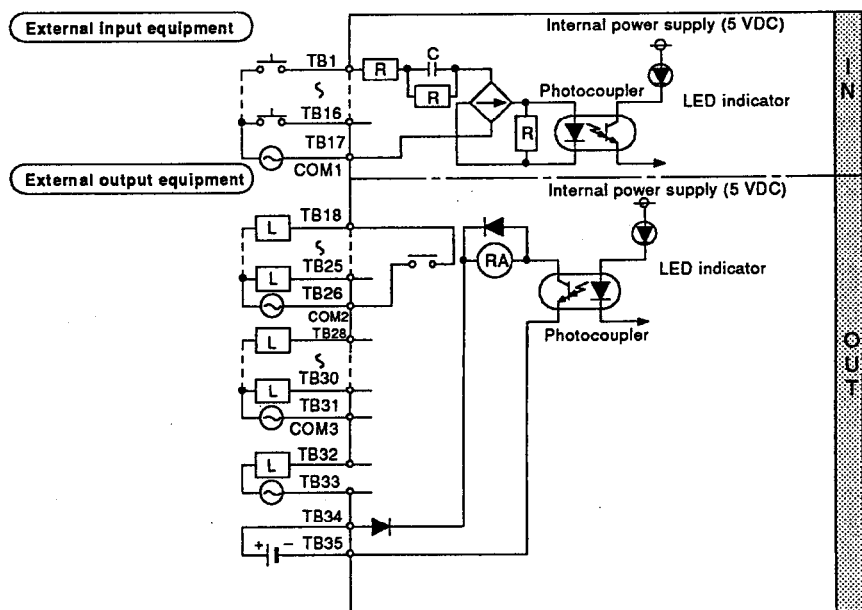 External input equipment
Internal power supply (5 VDC)
TB1
R
C
R
Photocoupler
LED indicator
IN
TB16
TB17
COM1
R
External output equipment
Internal power supply (5 VDC)
TB18
L
RA
LED indicator
TB25
L
TB26
COM2
Photocoupler
TB28
L
OUT
TB30
L
TB31
COM3
TB32
L
TB33
TB34
+ −
TB35